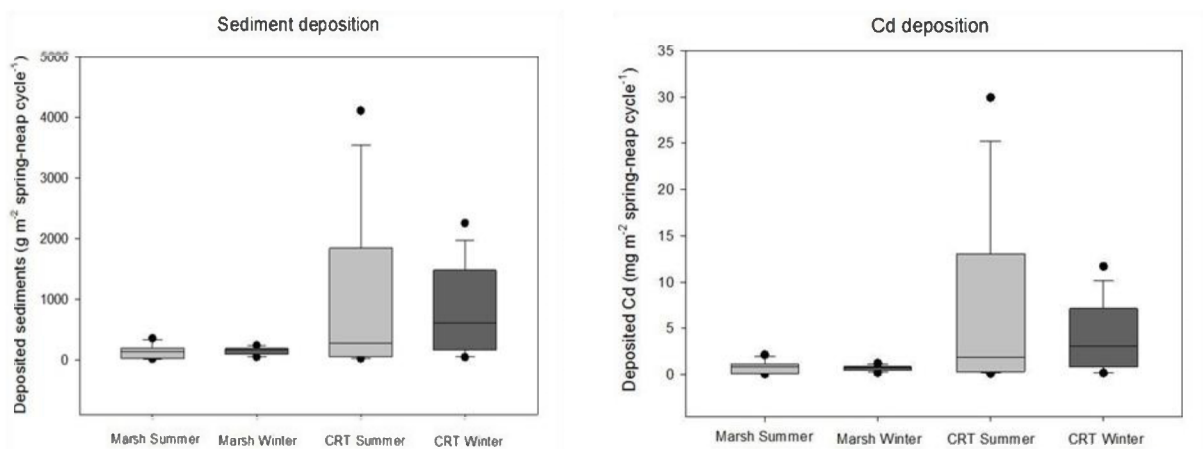 Sediment deposition
Deposited sediments (g m⁻² spring-neap cycle⁻¹)
5000
4000
3000
2000
1000
0
Marsh Summer
Marsh Winter
CRT Summer
CRT Winter
Cd deposition
Deposited Cd (mg m⁻² spring-neap cycle⁻¹)
35
30
25
20
15
10
5
0
Marsh Summer
Marsh Winter
CRT Summer
CRT Winter